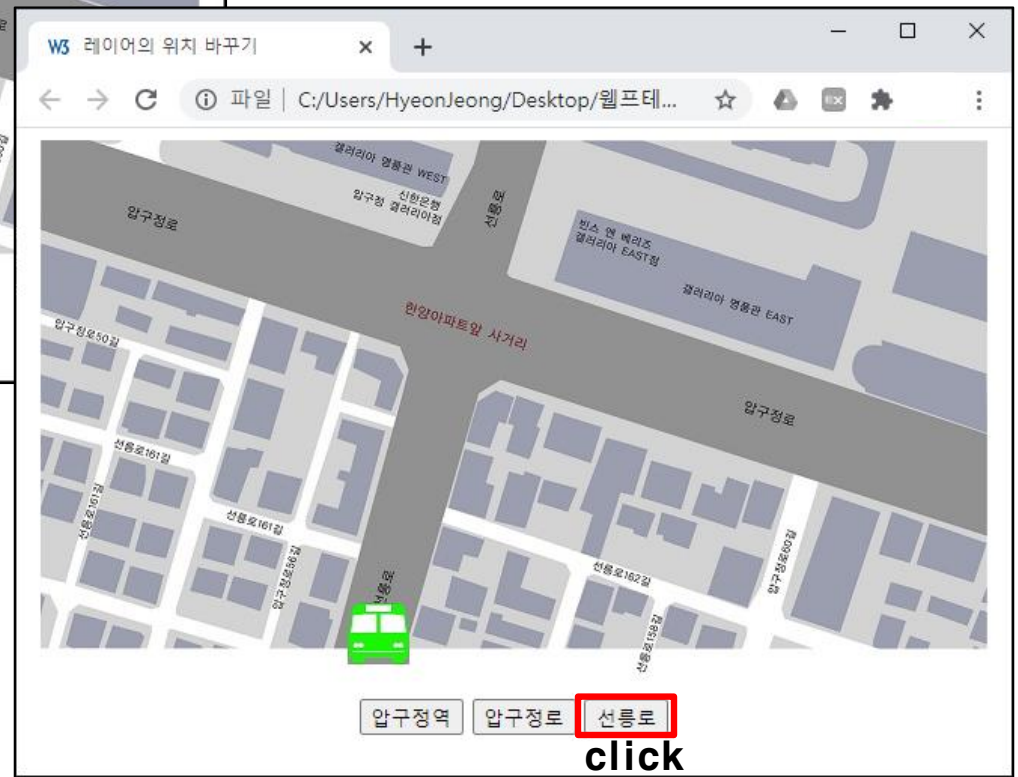 W3 레이어의 위치 바꾸기
파일 | C:/Users/HyeonJeong/Desktop/웹프테...
갤러리아 명품관 WEST
신한은행
압구정 갤러리아점
선릉로
압구정로
빈스 앤 베리즈
갤러리아 EAST점
갤러리아 명품관 EAST
한양아파트앞 사거리
압구정로50길
압구정로
선릉로161길
선릉로161길
선릉로161길
압구정로56길
선릉로
선릉로162길
압구정로60길
선릉로158길
압구정역 압구정로 선릉로
click